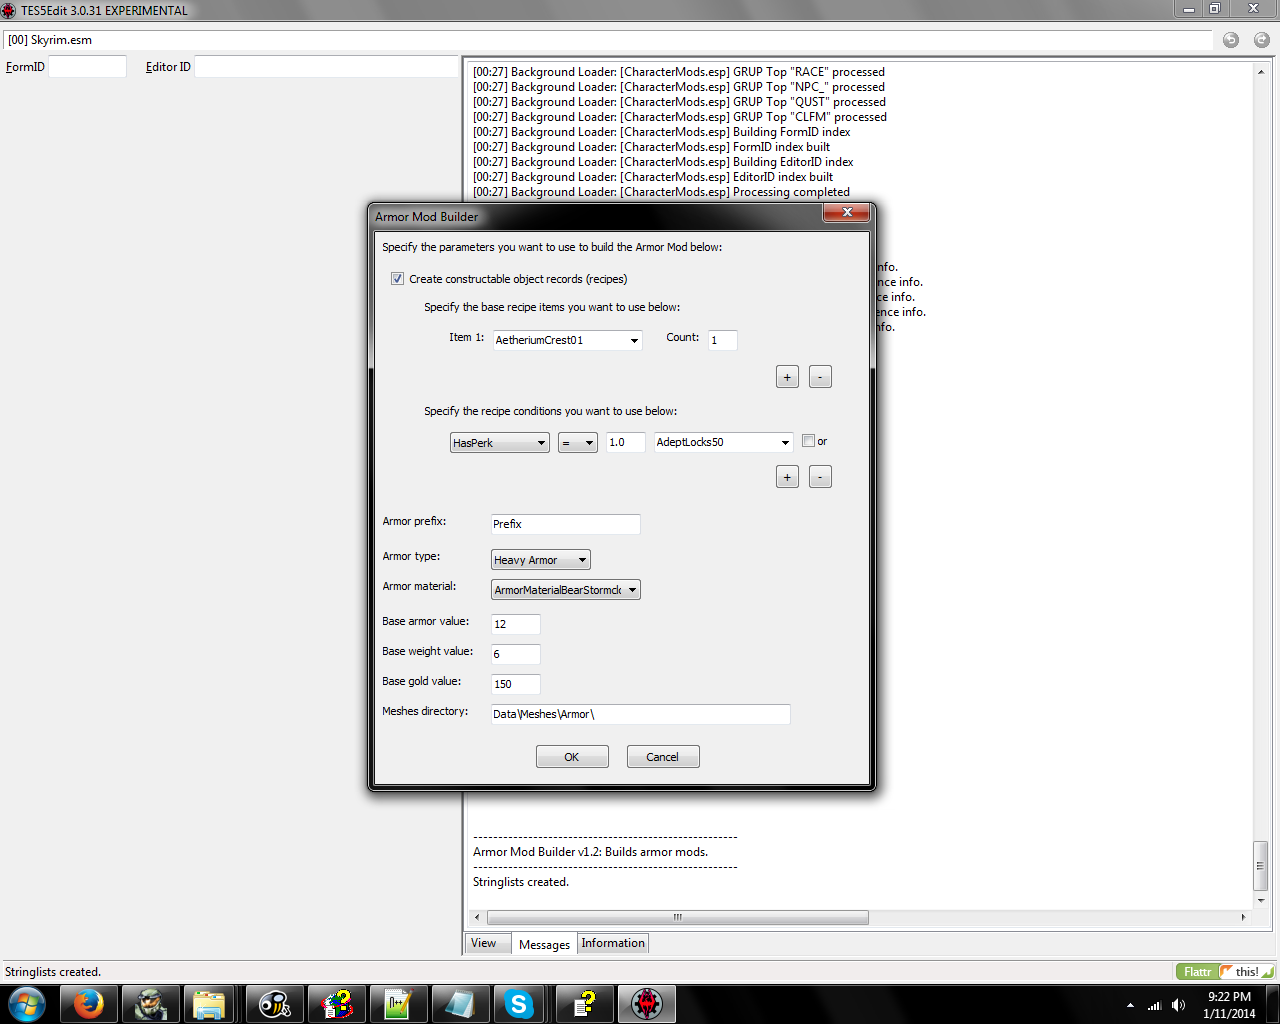 TES5Edit 3.0.31 EXPERIMENTAL
[00] Skyrim.esm
FormID Editor ID
[00:27] Background Loader: [CharacterMods.esp] GRUP Top "RACE" processed
[00:27] Background Loader: [CharacterMods.esp] GRUP Top "NPC_" processed
[00:27] Background Loader: [CharacterMods.esp] GRUP Top "QUST" processed
[00:27] Background Loader: [CharacterMods.esp] GRUP Top "CLFM" processed
[00:27] Background Loader: [CharacterMods.esp] Building FormID index
[00:27] Background Loader: [CharacterMods.esp] FormID index built
[00:27] Background Loader: [CharacterMods.esp] Building EditorID index
[00:27] Background Loader: [CharacterMods.esp] EditorID index built
[00:27] Background Loader: [CharacterMods.esp] Processing completed
nfo.
nce info.
ce info.
ence info.
nfo.
Armor Mod Builder
Specify the parameters you want to use to build the Armor Mod below:
Create constructable object records (recipes)
Specify the base recipe items you want to use below:
Item 1: AetheriumCrest01 Count: 1
+ -
Specify the recipe conditions you want to use below:
HasPerk = 1.0 AdeptLocks50 or
+ -
Armor prefix: Prefix
Armor type: Heavy Armor
Armor material: ArmorMaterialBearStormclo
Base armor value: 12
Base weight value: 6
Base gold value: 150
Meshes directory: Data\Meshes\Armor\
OK Cancel
-----------------------------------------------------
Armor Mod Builder v1.2: Builds armor mods.
-----------------------------------------------------
Stringlists created.
View Messages Information
Stringlists created.
Flattr this!
9:22 PM
1/11/2014